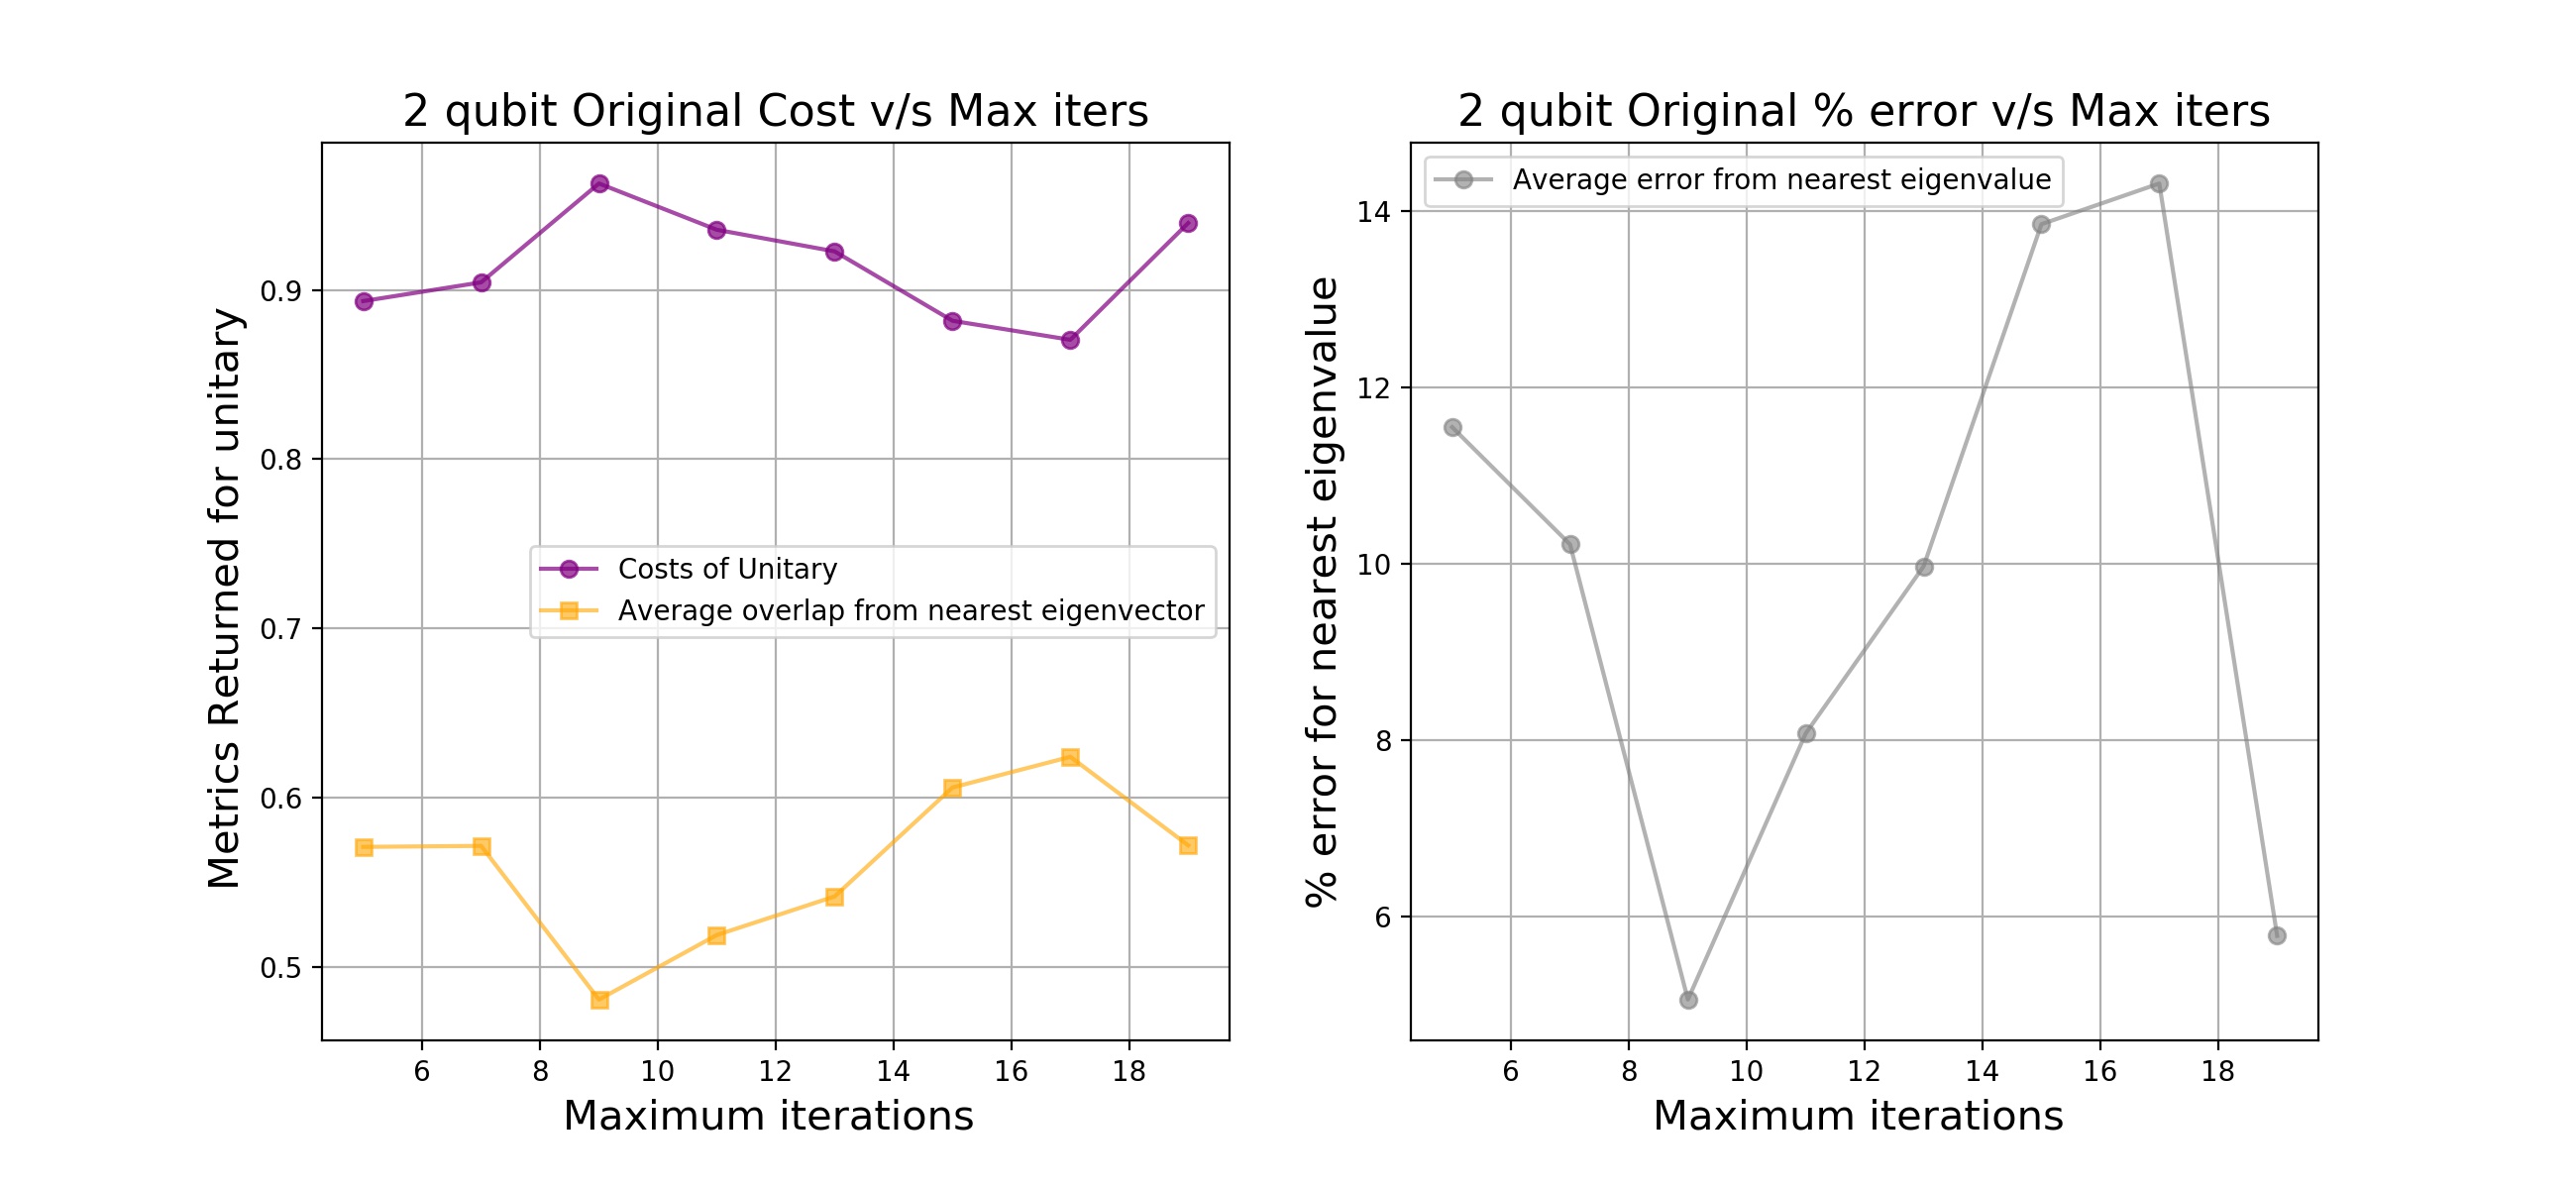 2 qubit Original Cost v/s Max iters
Metrics Returned for unitary
0.9
0.8
0.7
0.6
0.5
Costs of Unitary
Average overlap from nearest eigenvector
6 8 10 12 14 16 18
Maximum iterations
2 qubit Original % error v/s Max iters
% error for nearest eigenvalue
Average error from nearest eigenvalue
14
12
10
8
6
6 8 10 12 14 16 18
Maximum iterations